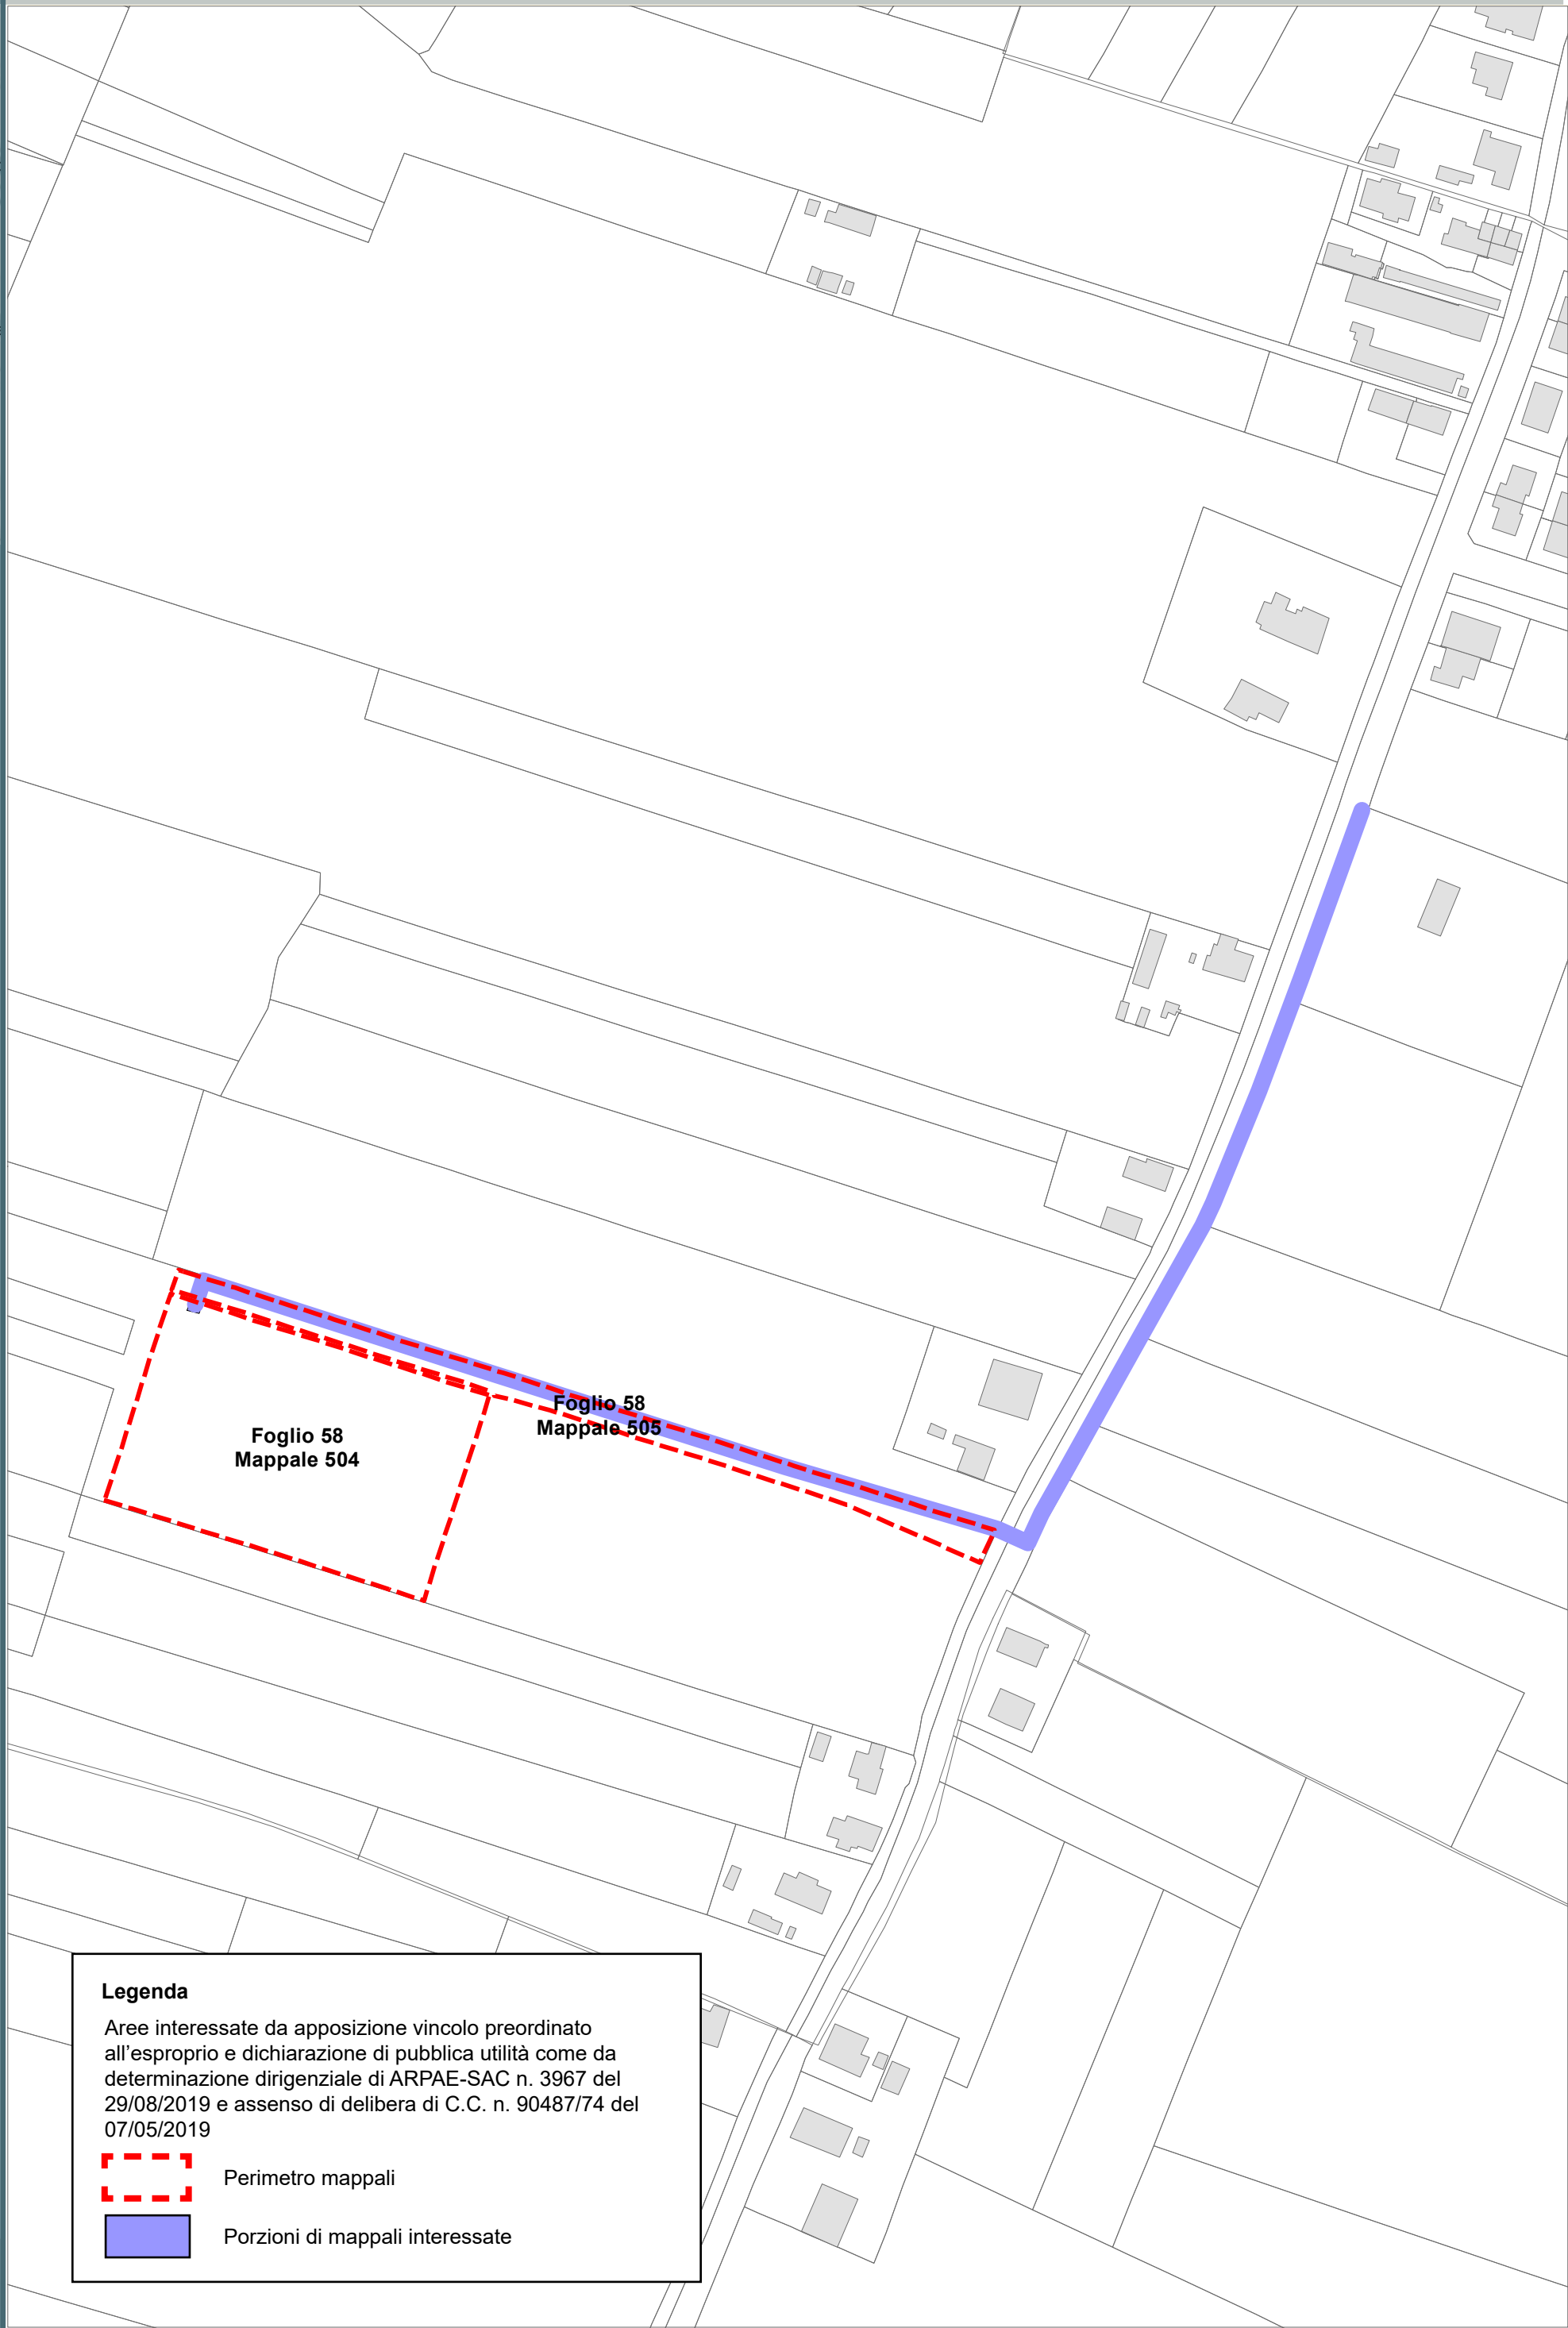 Foglio 58
Mappale 505
Foglio 58
Mappale 504
Legenda
Aree interessate da apposizione vincolo preordinato
all'esproprio e dichiarazione di pubblica utilità come da
determinazione dirigenziale di ARPAE-SAC n. 3967 del
29/08/2019 e assenso di delibera di C.C. n. 90487/74 del
07/05/2019
Perimetro mappali
Porzioni di mappali interessate